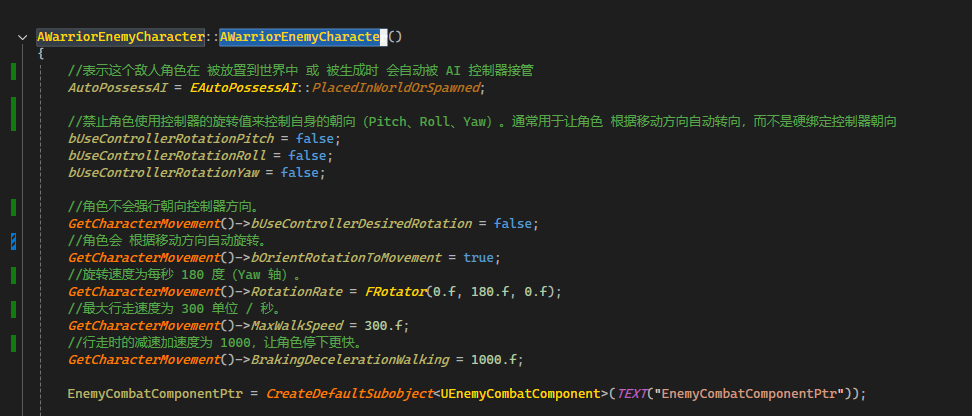 AWarriorEnemyCharacter::AWarriorEnemyCharacte ()
{
//表示这个敌人角色在 被放置到世界中 或 被生成时 会自动被 AI 控制器接管
AutoPossessAI = EAutoPossessAI::PlacedInWorldOrSpawned;
//禁止角色使用控制器的旋转值来控制自身的朝向（Pitch、Roll、Yaw）。通常用于让角色 根据移动方向自动转向，而不是硬绑定控制器朝向
bUseControllerRotationPitch = false;
bUseControllerRotationRoll = false;
bUseControllerRotationYaw = false;
//角色不会强行朝向控制器方向。
GetCharacterMovement()->bUseControllerDesiredRotation = false;
//角色会 根据移动方向自动旋转。
GetCharacterMovement()->bOrientRotationToMovement = true;
//旋转速度为每秒 180 度（Yaw 轴）。
GetCharacterMovement()->RotationRate = FRotator(0.f, 180.f, 0.f);
//最大行走速度为 300 单位 / 秒。
GetCharacterMovement()->MaxWalkSpeed = 300.f;
//行走时的减速加速度为 1000，让角色停下更快。
GetCharacterMovement()->BrakingDecelerationWalking = 1000.f;
EnemyCombatComponentPtr = CreateDefaultSubobject<UEnemyCombatComponent>(TEXT("EnemyCombatComponentPtr"));